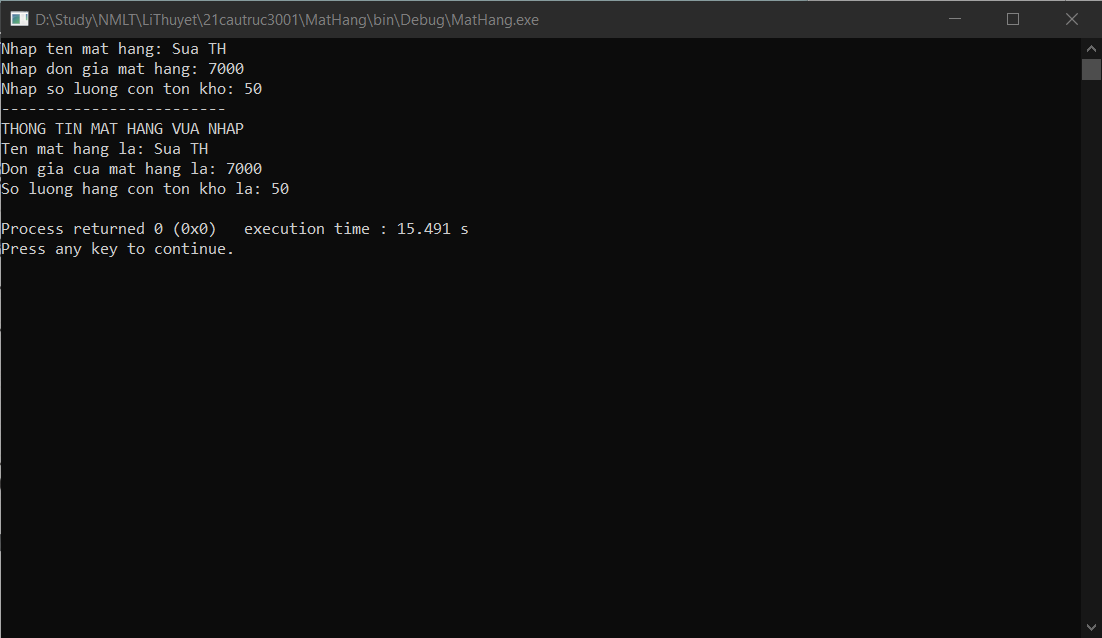 D:\Study\NMLT\LiThuyet\21cautruc3001\MatHang\bin\Debug\MatHang.exe
Nhap ten mat hang: Sua TH
Nhap don gia mat hang: 7000
Nhap so luong con ton kho: 50
-------------------------
THONG TIN MAT HANG VUA NHAP
Ten mat hang la: Sua TH
Don gia cua mat hang la: 7000
So luong hang con ton kho la: 50
Process returned 0 (0x0)   execution time : 15.491 s
Press any key to continue.